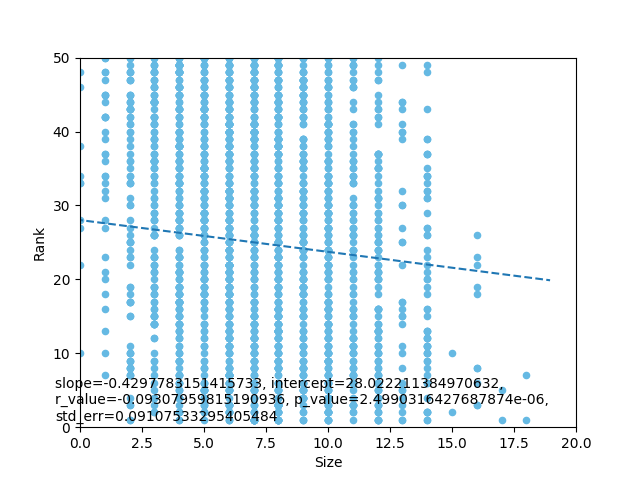 50
40
30
20
10
0
Rank
slope=-0.4297783151415733, intercept=28.022211384970632,
r_value=-0.09307959815190936, p_value=2.4990316427687874e-06,
std_err=0.09107533295405484
0.0 2.5 5.0 7.5 10.0 12.5 15.0 17.5 20.0
Size